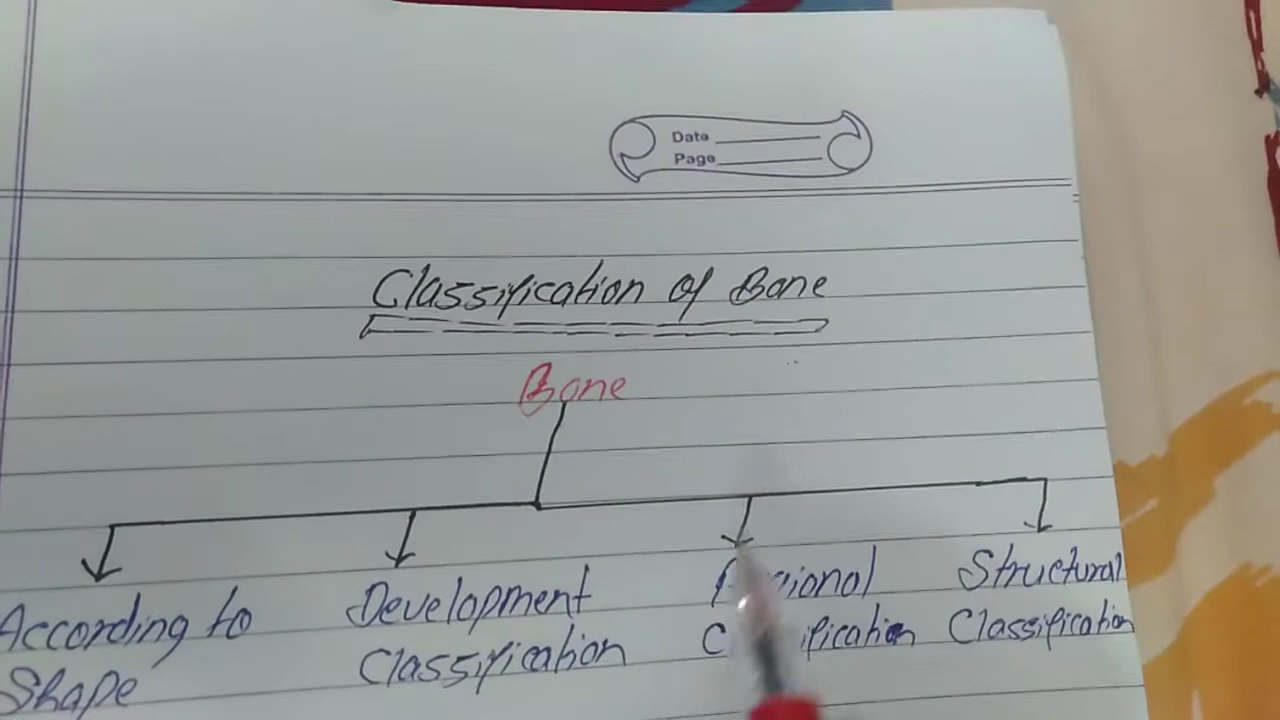 Date
Page
Classification of Bone
Bone
According to
Shape
Development
Classification
Structural
Classification